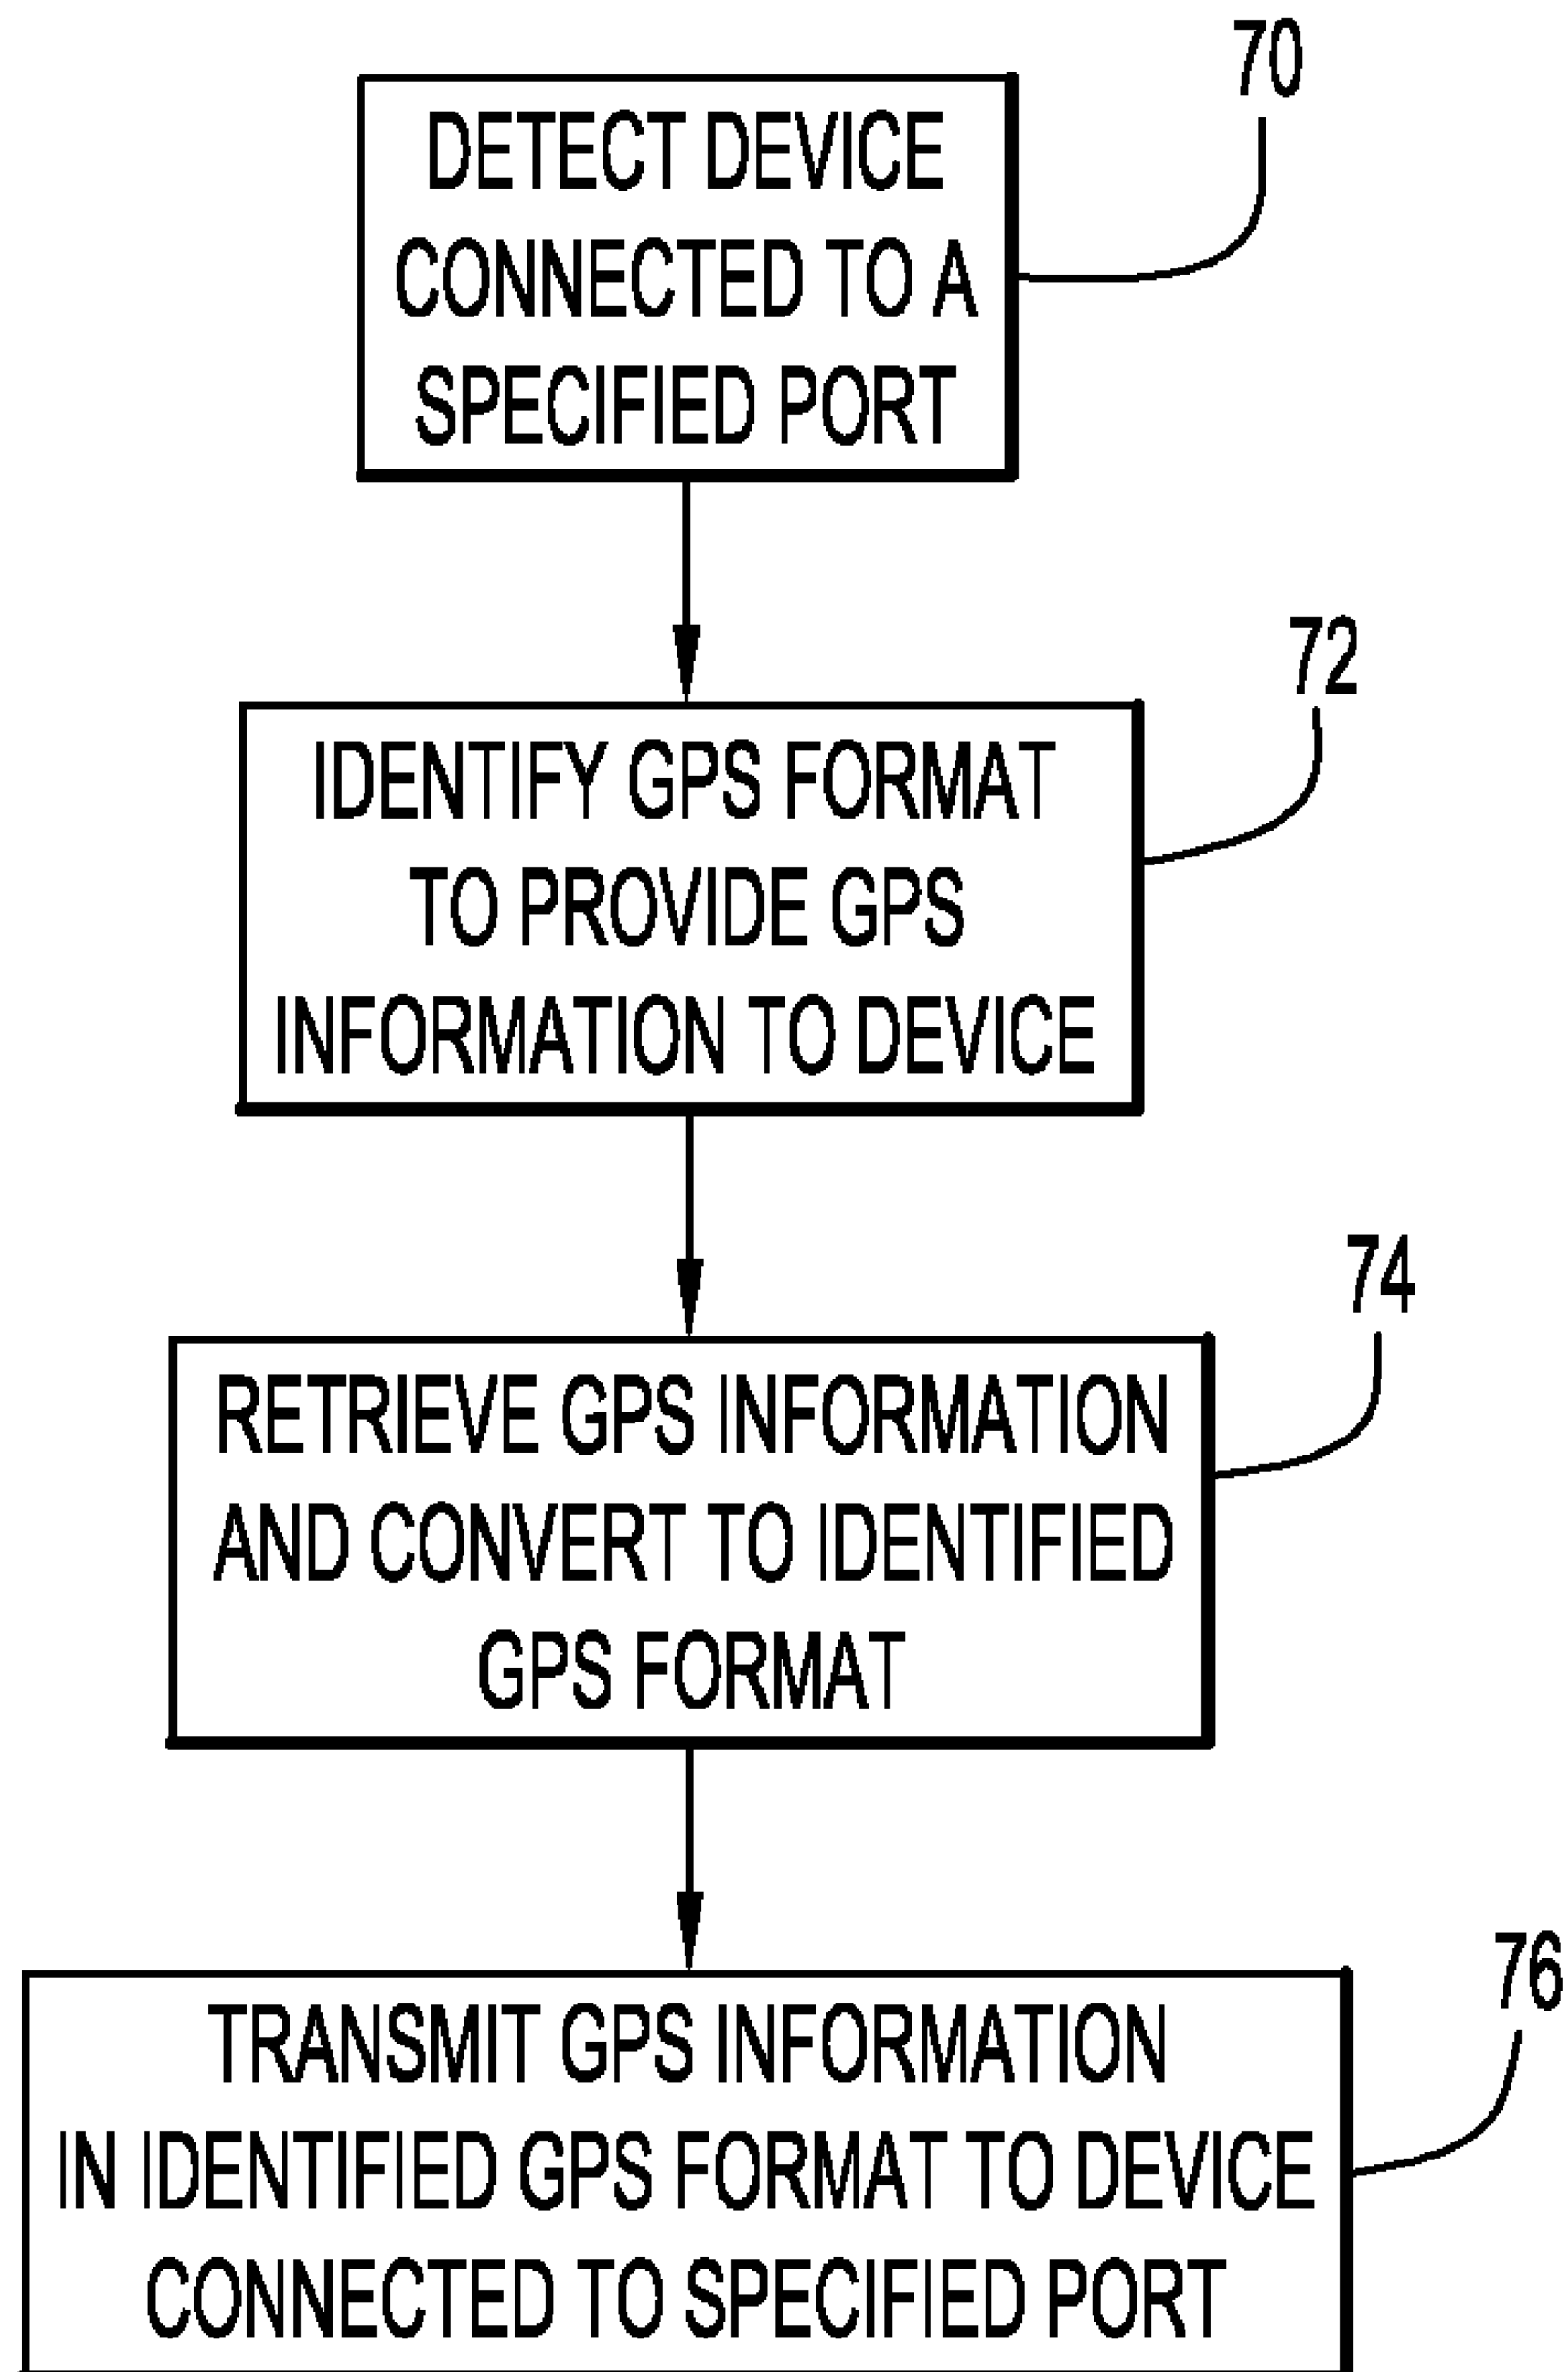 70
DETECT DEVICE
CONNECTED TO A
SPECIFIED PORT
72
IDENTIFY GPS FORMAT
TO PROVIDE GPS
INFORMATION TO DEVICE
74
RETRIEVE GPS INFORMATION
AND CONVERT TO IDENTIFIED
GPS FORMAT
76
TRANSMIT GPS INFORMATION
IN IDENTIFIED GPS FORMAT TO DEVICE
CONNECTED TO SPECIFIED PORT